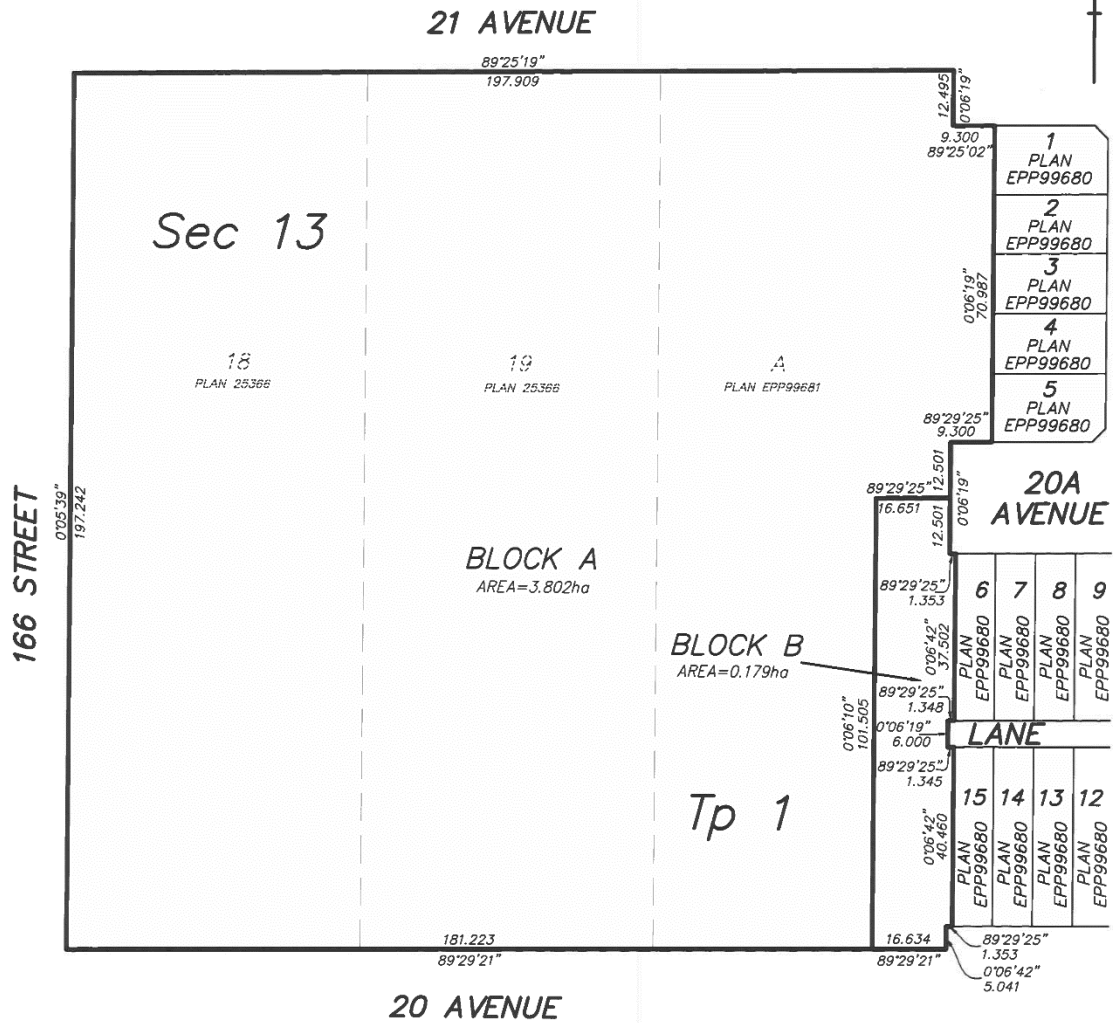 21 AVENUE
89°25'19"
197.909
12.495
0°06'19"
9.300
89°25'02"
1
PLAN
EPP99680
2
PLAN
EPP99680
3
PLAN
EPP99680
4
PLAN
EPP99680
5
PLAN
EPP99680
0°06'19"
70.987
Sec 13
18
PLAN 25366
19
PLAN 25366
A
PLAN EPP99681
89°29'25"
9.300
12.501
0°06'19"
89°29'25"
16.651
12.501
20A
AVENUE
166 STREET
0°05'39"
197.242
BLOCK A
AREA=3.802ha
89°29'25"
1.353
6
PLAN
EPP99680
7
PLAN
EPP99680
8
PLAN
EPP99680
9
PLAN
EPP99680
0°06'42"
37.502
BLOCK B
AREA=0.179ha
89°29'25"
1.348
0°06'10"
101.505
0°06'19"
6.000
LANE
89°29'25"
1.345
Tp 1
0°06'42"
40.460
15
PLAN
EPP99680
14
PLAN
EPP99680
13
PLAN
EPP99680
12
PLAN
EPP99680
181.223
89°29'21"
16.634
89°29'21"
89°29'25"
1.353
0°06'42"
5.041
20 AVENUE